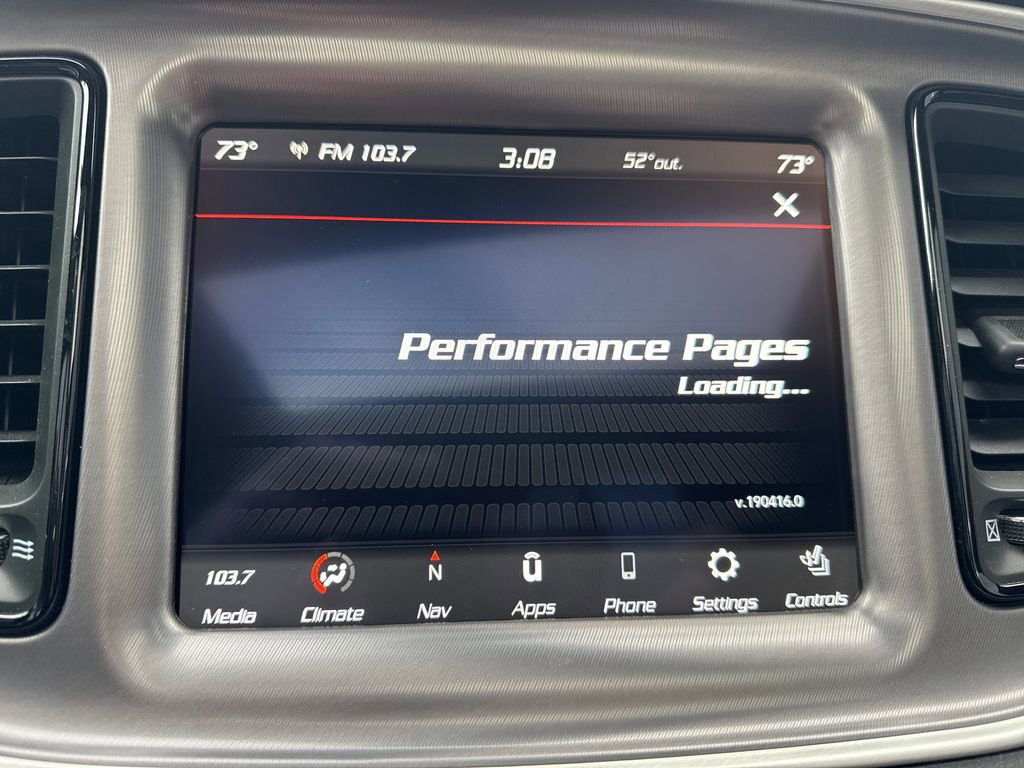 73° FM 103.7 3:08 52°out. 73°
Performance Pages
Loading...
v.190416.0
103.7 N
Media Climate Nav Apps Phone Settings Controls